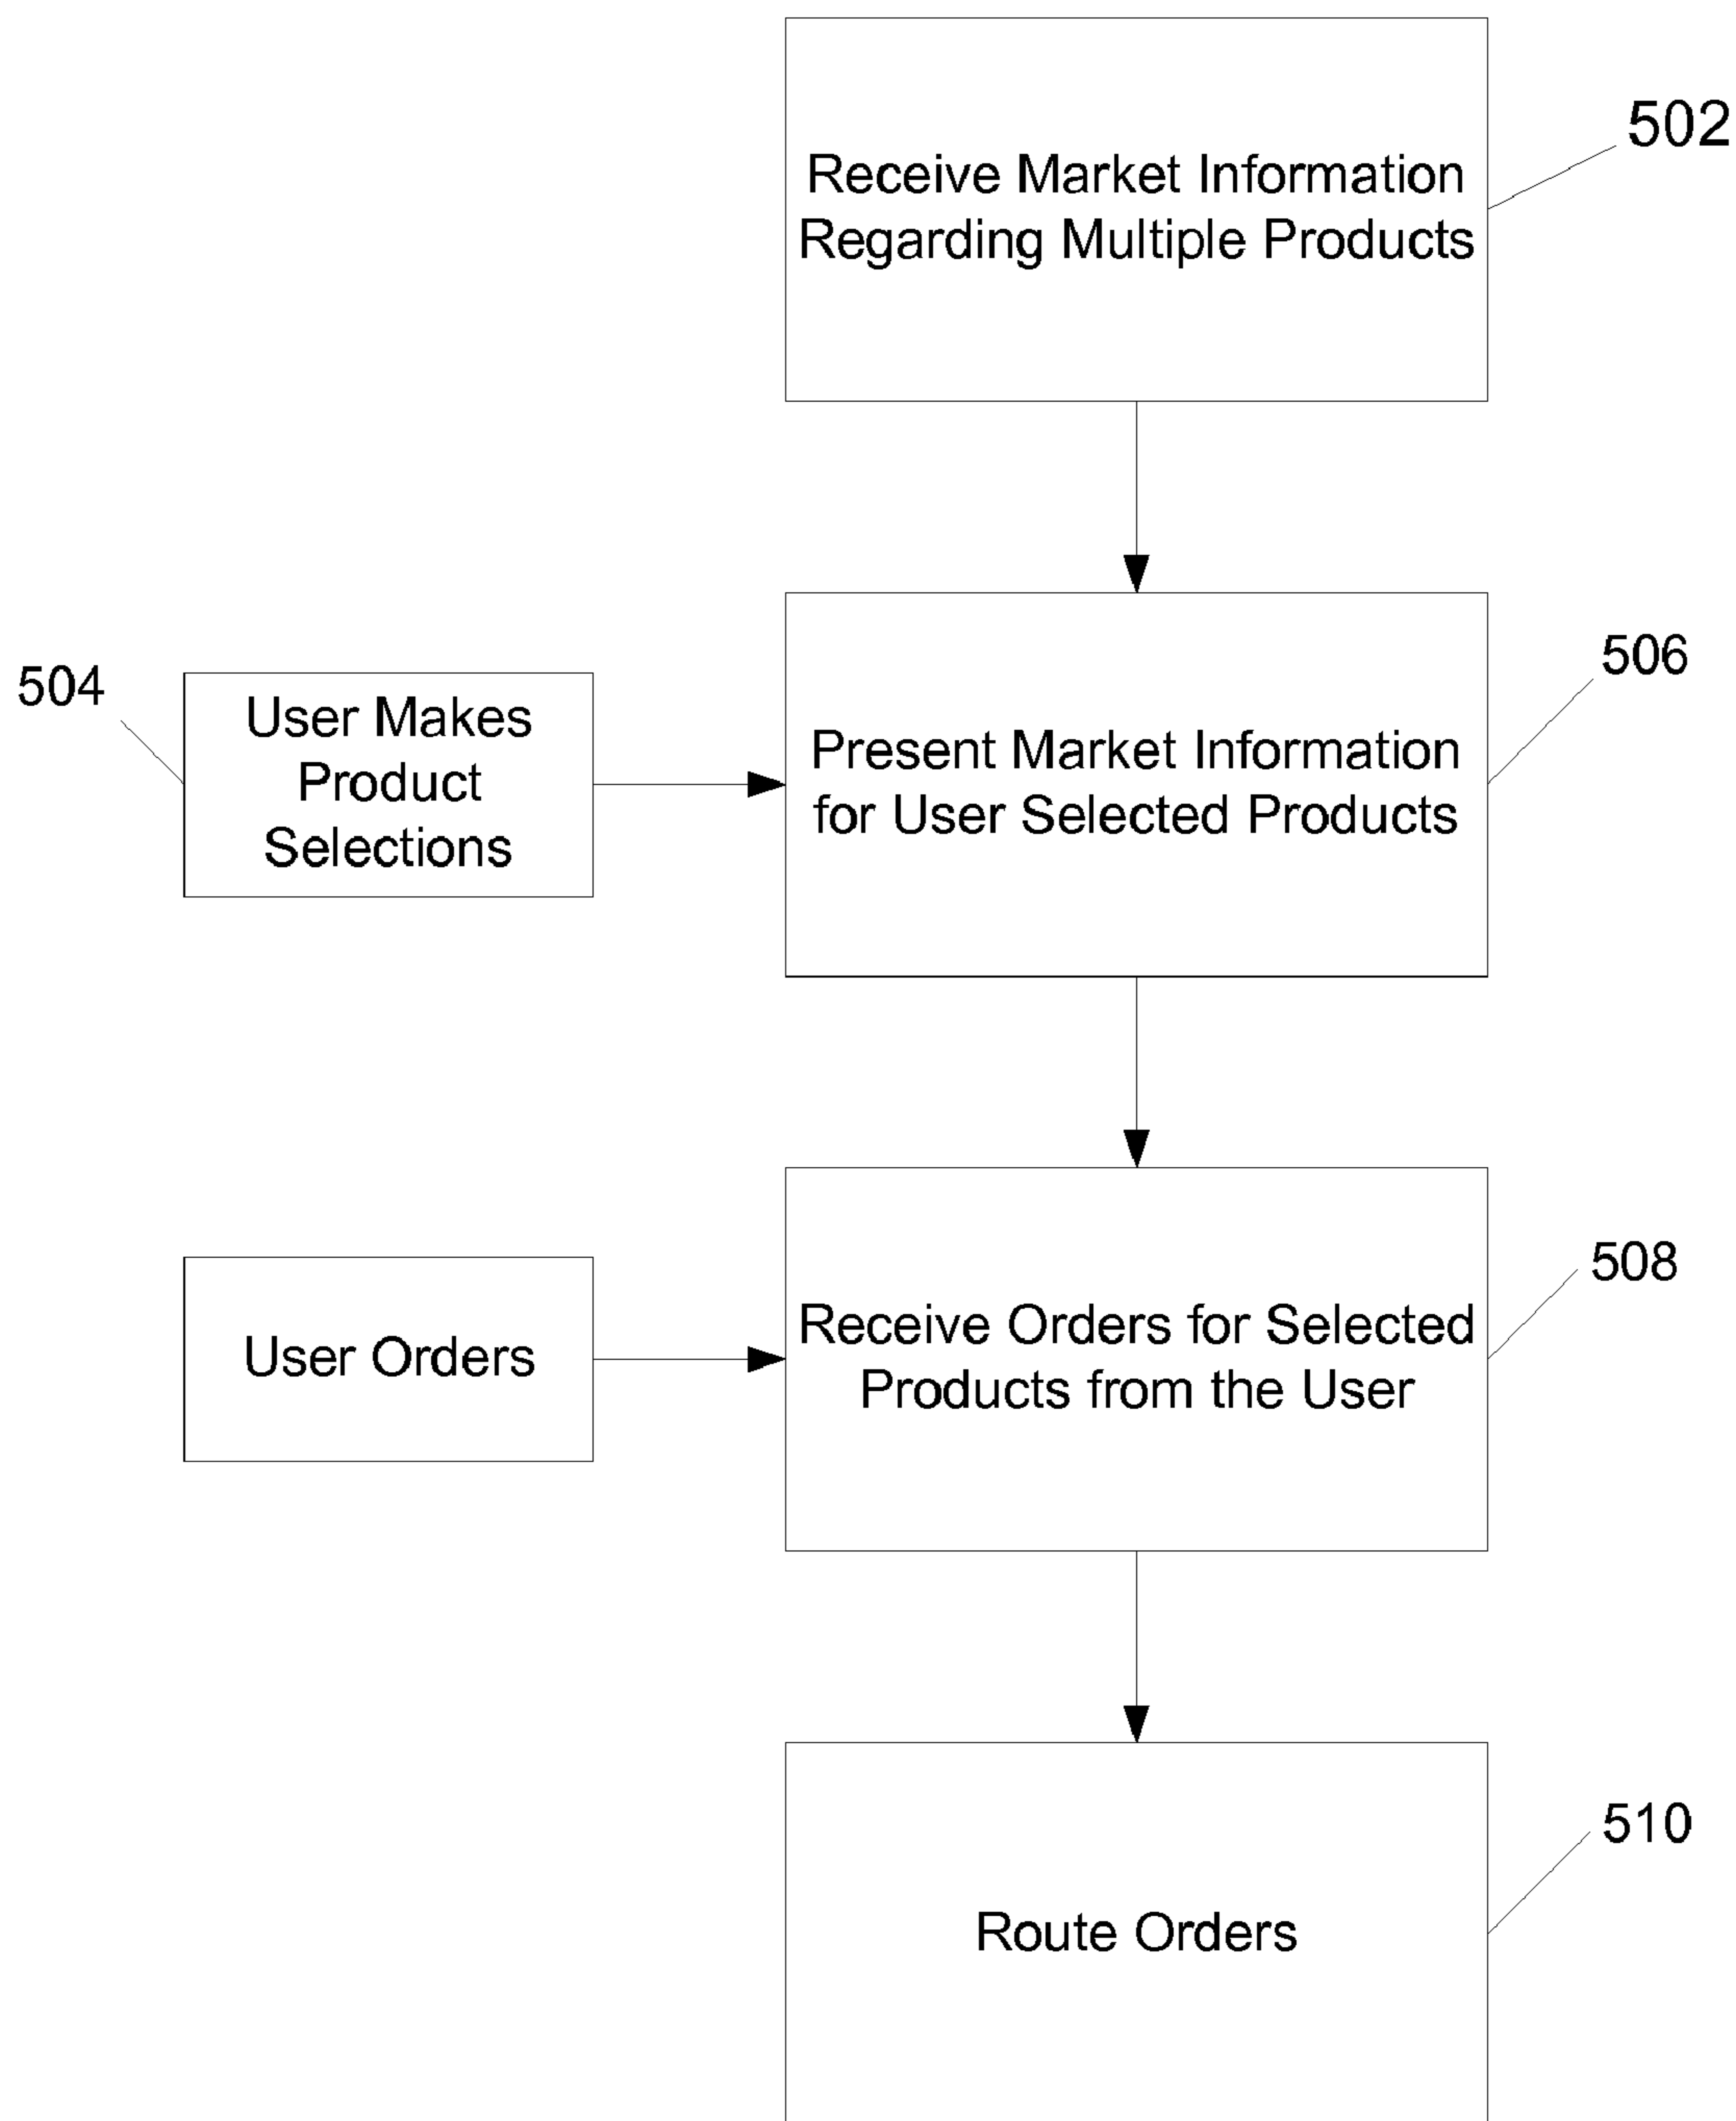 Receive Market Information
Regarding Multiple Products
502
504
User Makes
Product
Selections
Present Market Information
for User Selected Products
506
User Orders
Receive Orders for Selected
Products from the User
508
Route Orders
510